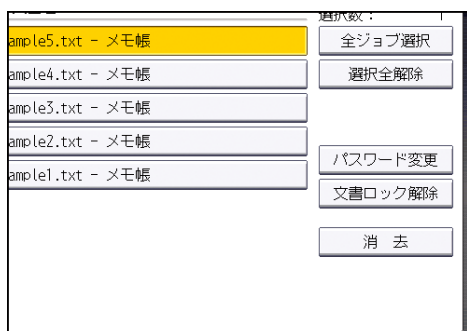 選択数：
ample5.txt - メモ帳
全ジョブ選択
ample4.txt - メモ帳
選択全解除
ample3.txt - メモ帳
ample2.txt - メモ帳
パスワード変更
ample1.txt - メモ帳
文書ロック解除
消 去